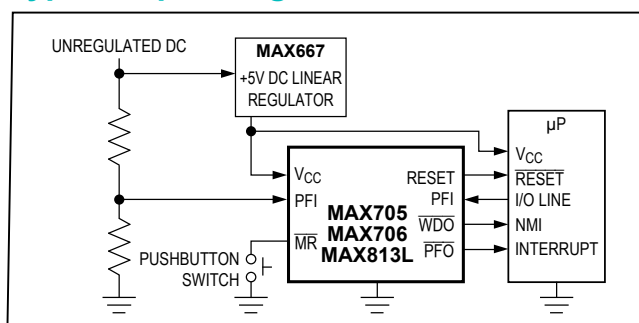 UNREGULATED DC
MAX667
+5V DC LINEAR
REGULATOR
µP
VCC
RESET
I/O LINE
NMI
INTERRUPT
VCC
PFI
MR
RESET
PFI
WDO
PFO
MAX705
MAX706
MAX813L
PUSHBUTTON
SWITCH